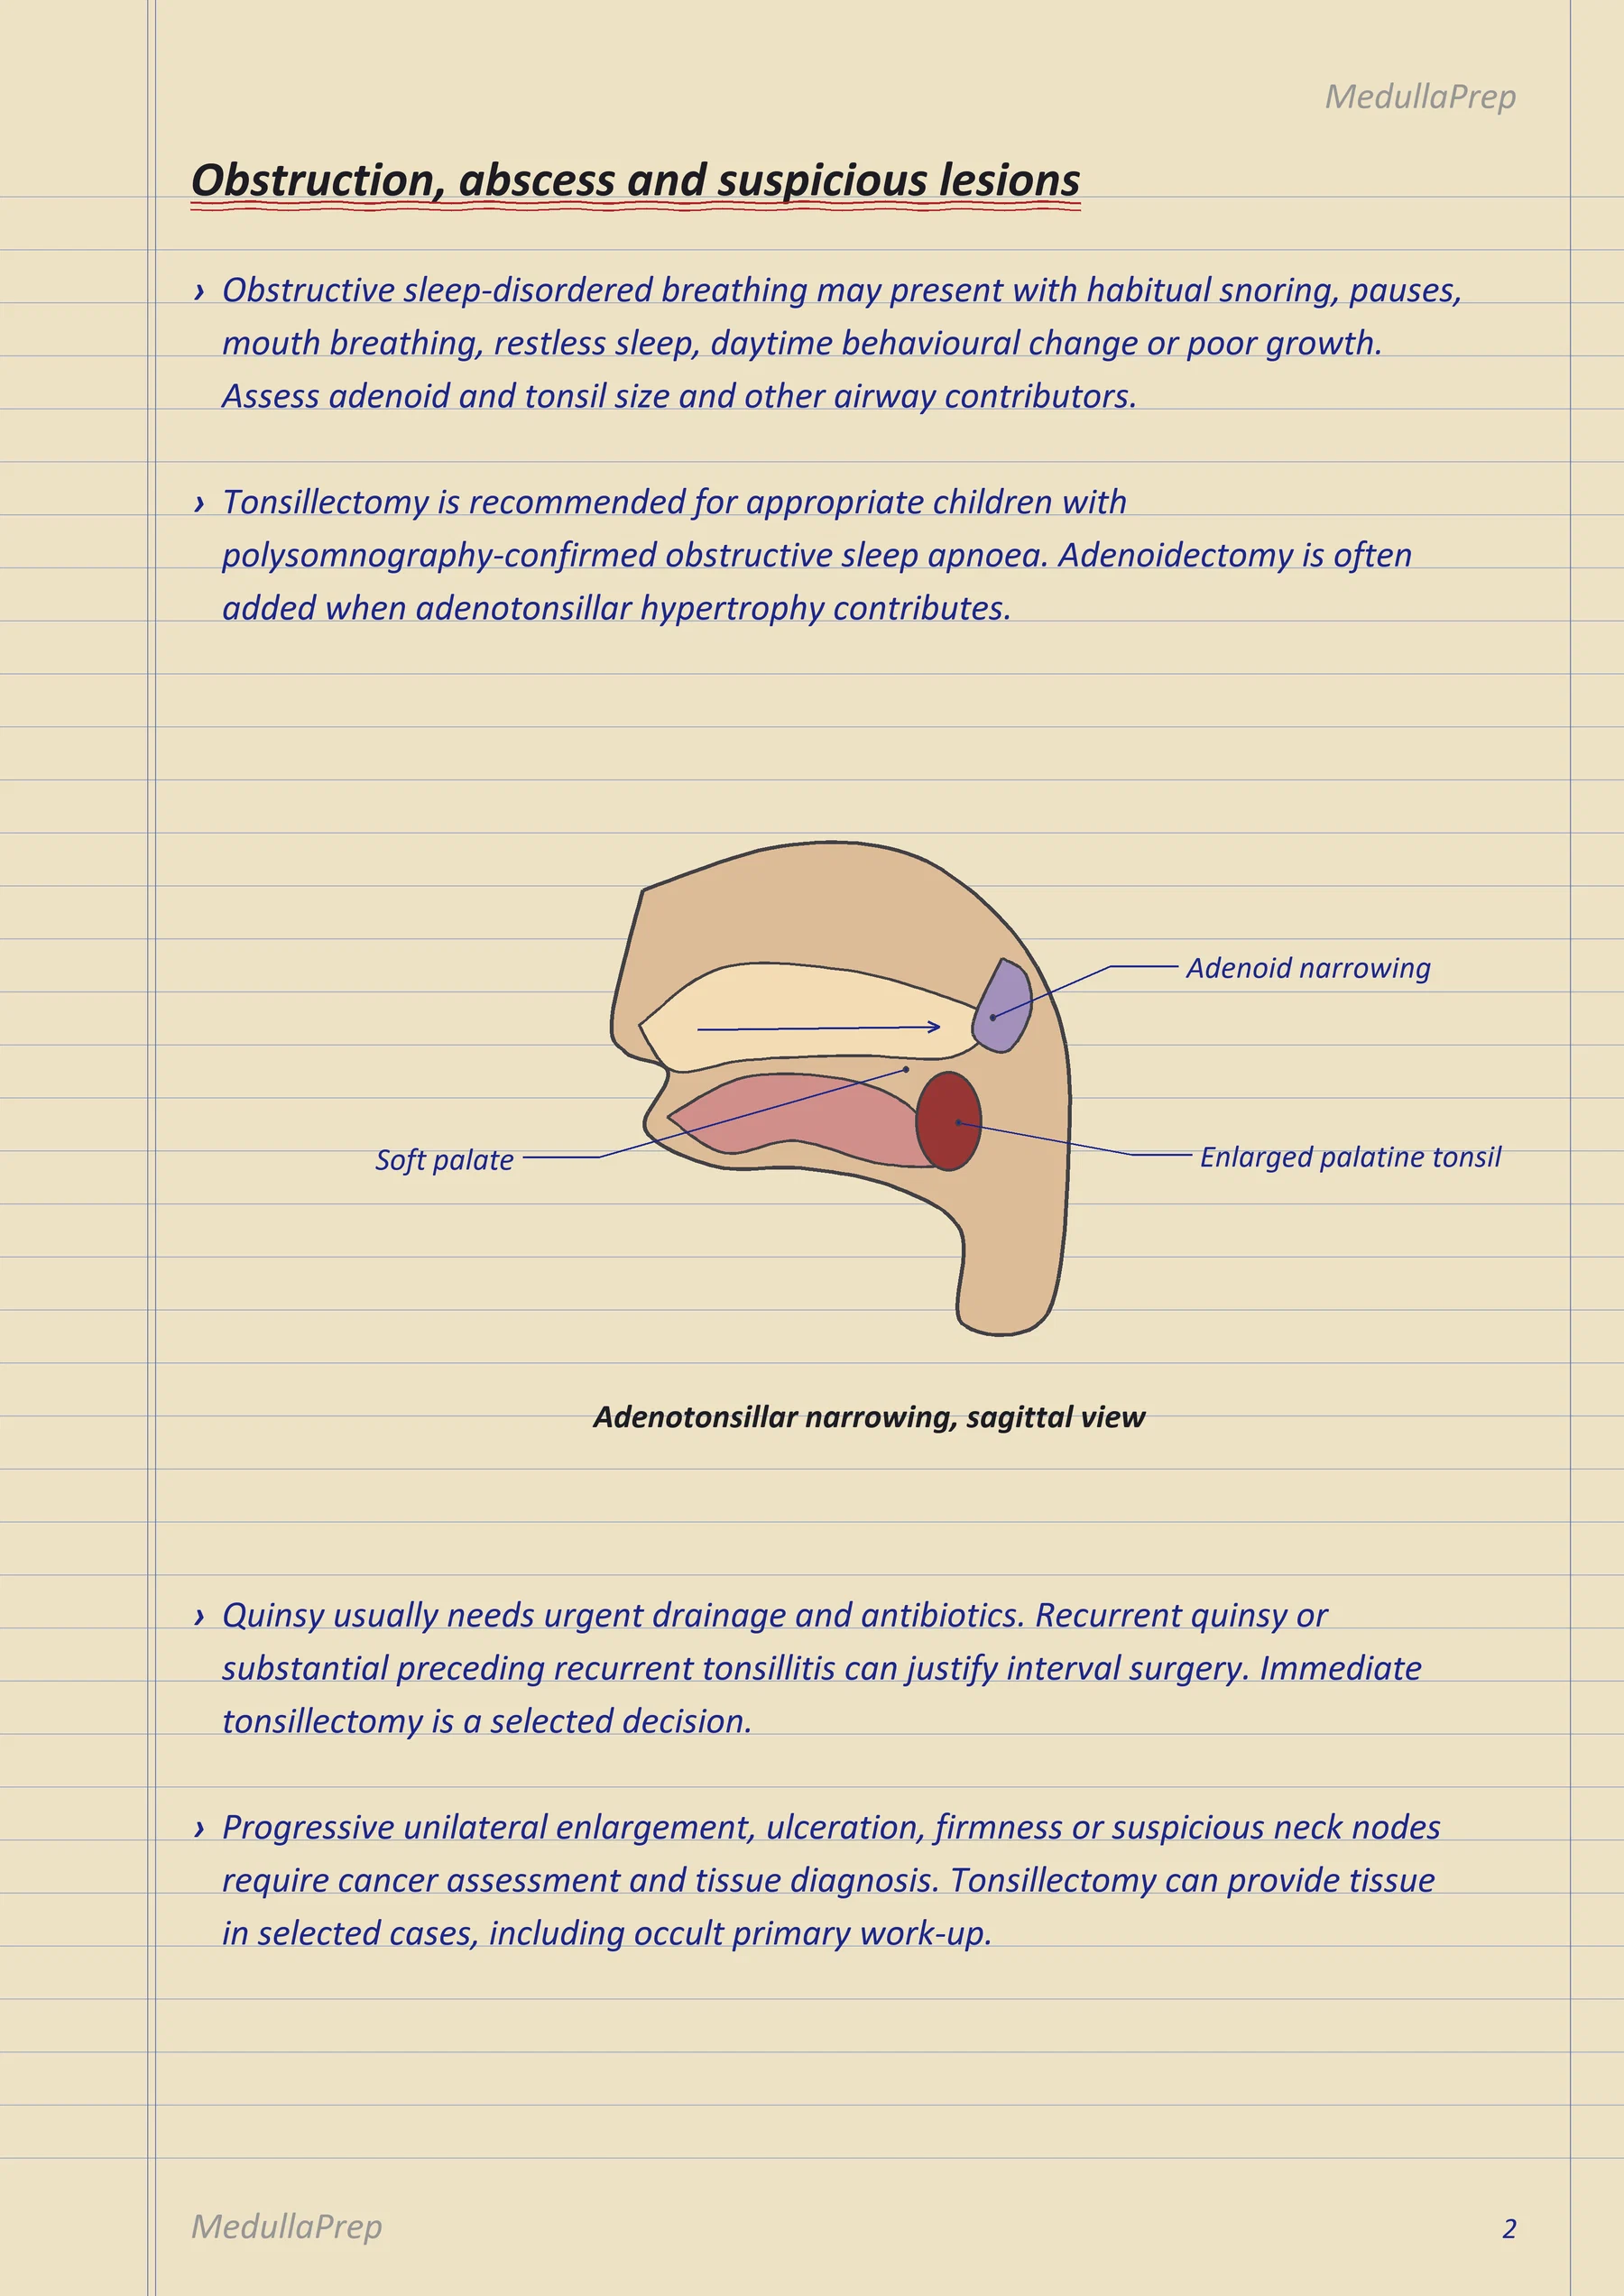 MedullaPrep
Obstruction, abscess and suspicious lesions
› Obstructive sleep-disordered breathing may present with habitual snoring, pauses,
mouth breathing, restless sleep, daytime behavioural change or poor growth.
Assess adenoid and tonsil size and other airway contributors.
› Tonsillectomy is recommended for appropriate children with
polysomnography-confirmed obstructive sleep apnoea. Adenoidectomy is often
added when adenotonsillar hypertrophy contributes.
Adenoid narrowing
Soft palate
Enlarged palatine tonsil
Adenotonsillar narrowing, sagittal view
› Quinsy usually needs urgent drainage and antibiotics. Recurrent quinsy or
substantial preceding recurrent tonsillitis can justify interval surgery. Immediate
tonsillectomy is a selected decision.
› Progressive unilateral enlargement, ulceration, firmness or suspicious neck nodes
require cancer assessment and tissue diagnosis. Tonsillectomy can provide tissue
in selected cases, including occult primary work-up.
MedullaPrep
2